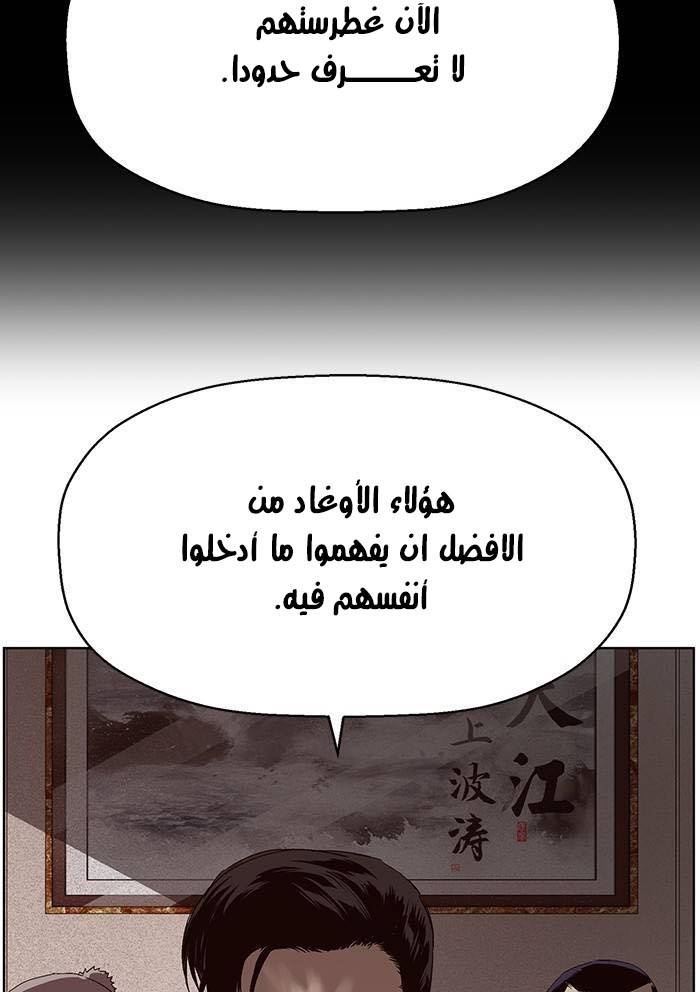 الآن غطرستهم
لا تعـــــرف حدودا.
هؤلاء الأوغاد من
الافضل ان يفهموا ما أدخلوا
أنفسهم فيه.
大江
上波涛